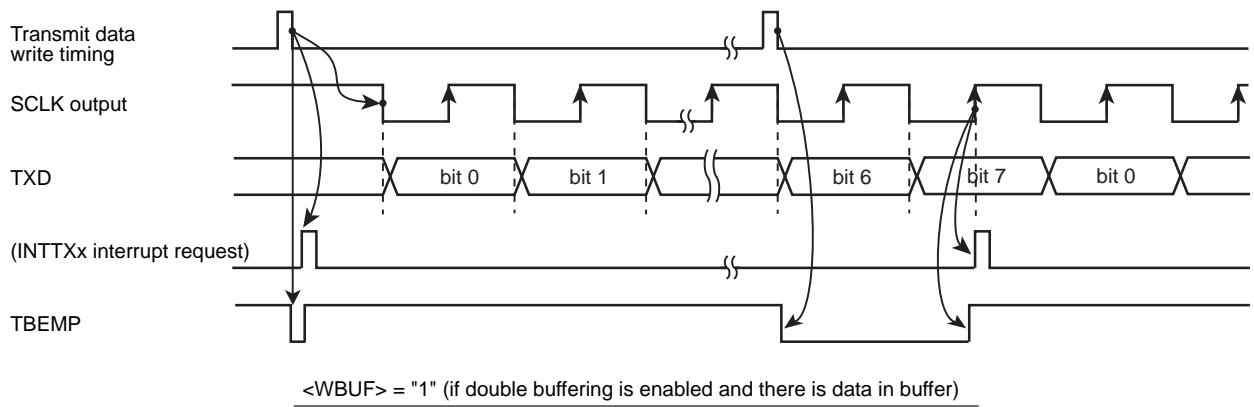 Transmit data
write timing
SCLK output
TXD
bit 0
bit 1
bit 6
bit 7
bit 0
(INTTXx interrupt request)
TBEMP
<WBUF> = "1" (if double buffering is enabled and there is data in buffer)